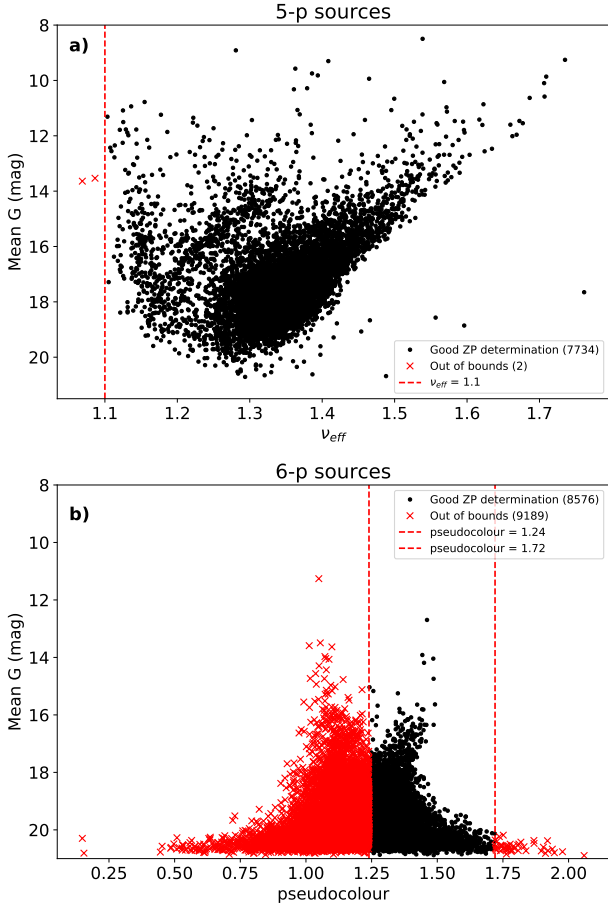 5-p sources
a)
8
10
12
14
16
18
20
Mean G (mag)
Good ZP determination (7734)
Out of bounds (2)
ν_eff = 1.1
1.1 1.2 1.3 1.4 1.5 1.6 1.7
ν_eff
6-p sources
b)
8
10
12
14
16
18
20
Mean G (mag)
Good ZP determination (8576)
Out of bounds (9189)
pseudocolour = 1.24
pseudocolour = 1.72
0.25 0.50 0.75 1.00 1.25 1.50 1.75 2.00
pseudocolour